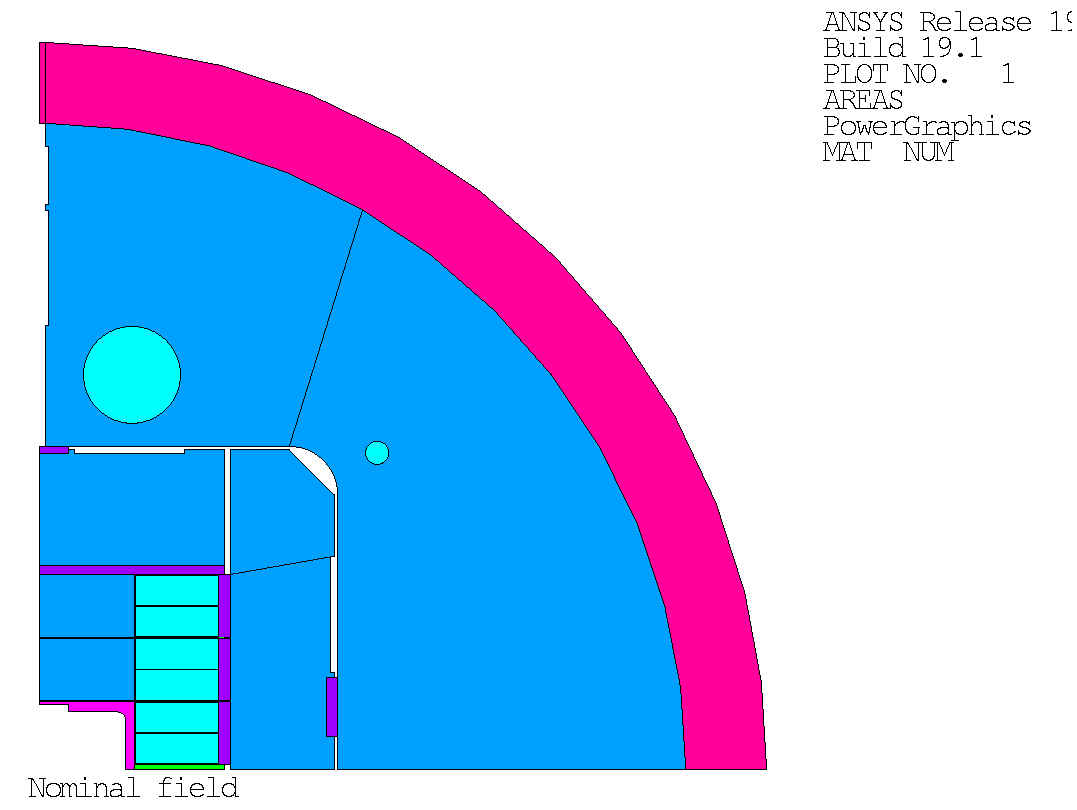 ANSYS Release 19
Build 19.1
PLOT NO. 1
AREAS
PowerGraphics
MAT NUM
Nominal field